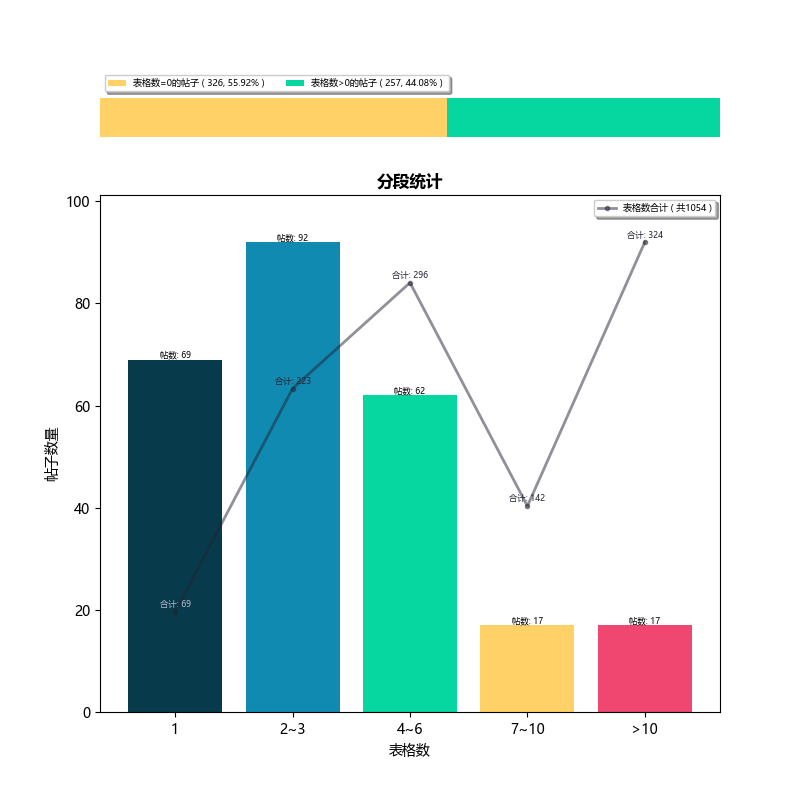 表格数=0的帖子 ( 326, 55.92% )
表格数>0的帖子 ( 257, 44.08% )
分段统计
表格数合计 ( 共1054 )
100
80
60
40
20
0
帖子数量
帖数: 69
帖数: 92
帖数: 62
帖数: 17
帖数: 17
合计: 69
合计: 223
合计: 296
合计: 142
合计: 324
1
2~3
4~6
7~10
>10
表格数